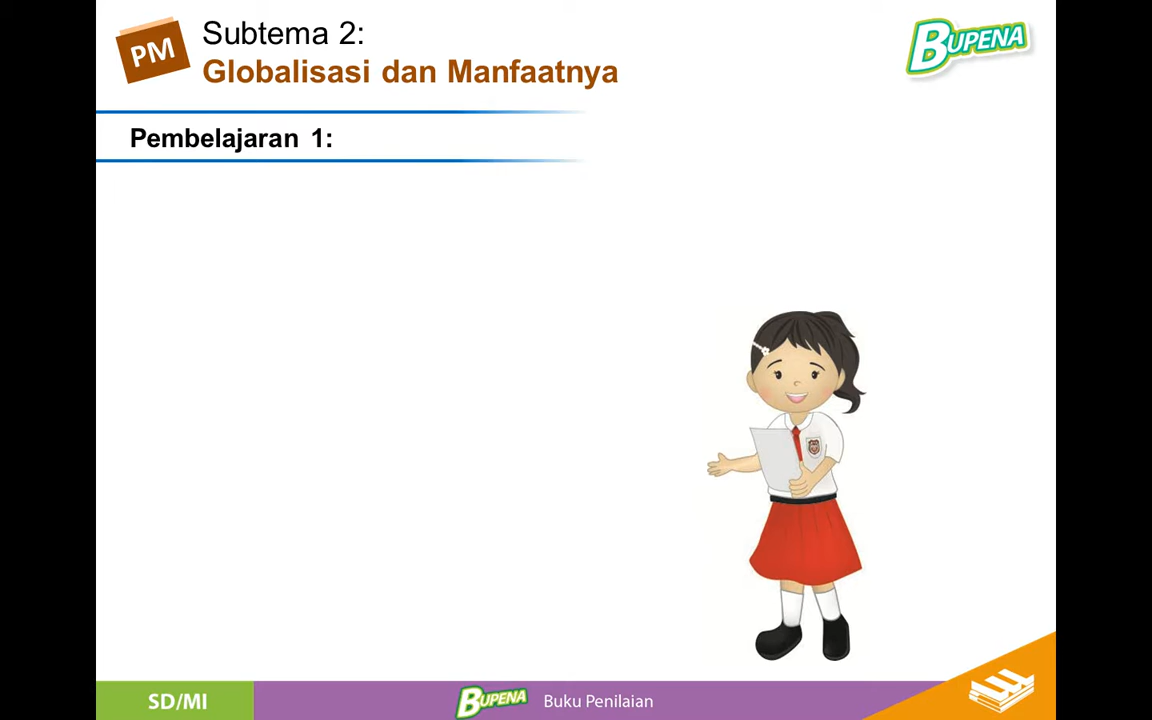 PM
Subtema 2:
Globalisasi dan Manfaatnya
BUPENA
Pembelajaran 1:
SD/MI
BUPENA
Buku Penilaian